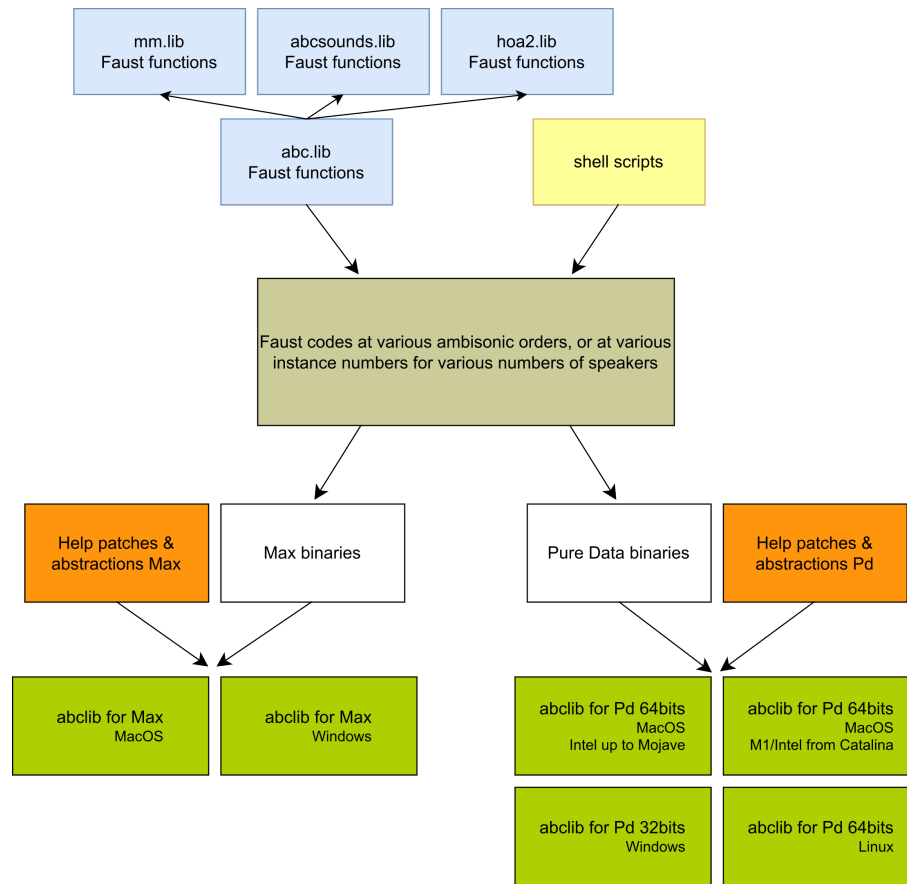 mm.lib
Faust functions
abcsounds.lib
Faust functions
hoa2.lib
Faust functions
abc.lib
Faust functions
shell scripts
Faust codes at various ambisonic orders, or at various
instance numbers for various numbers of speakers
Help patches &
abstractions Max
Max binaries
Pure Data binaries
Help patches &
abstractions Pd
abclib for Max
MacOS
abclib for Max
Windows
abclib for Pd 64bits
MacOS
Intel up to Mojave
abclib for Pd 64bits
MacOS
M1/Intel from Catalina
abclib for Pd 32bits
Windows
abclib for Pd 64bits
Linux